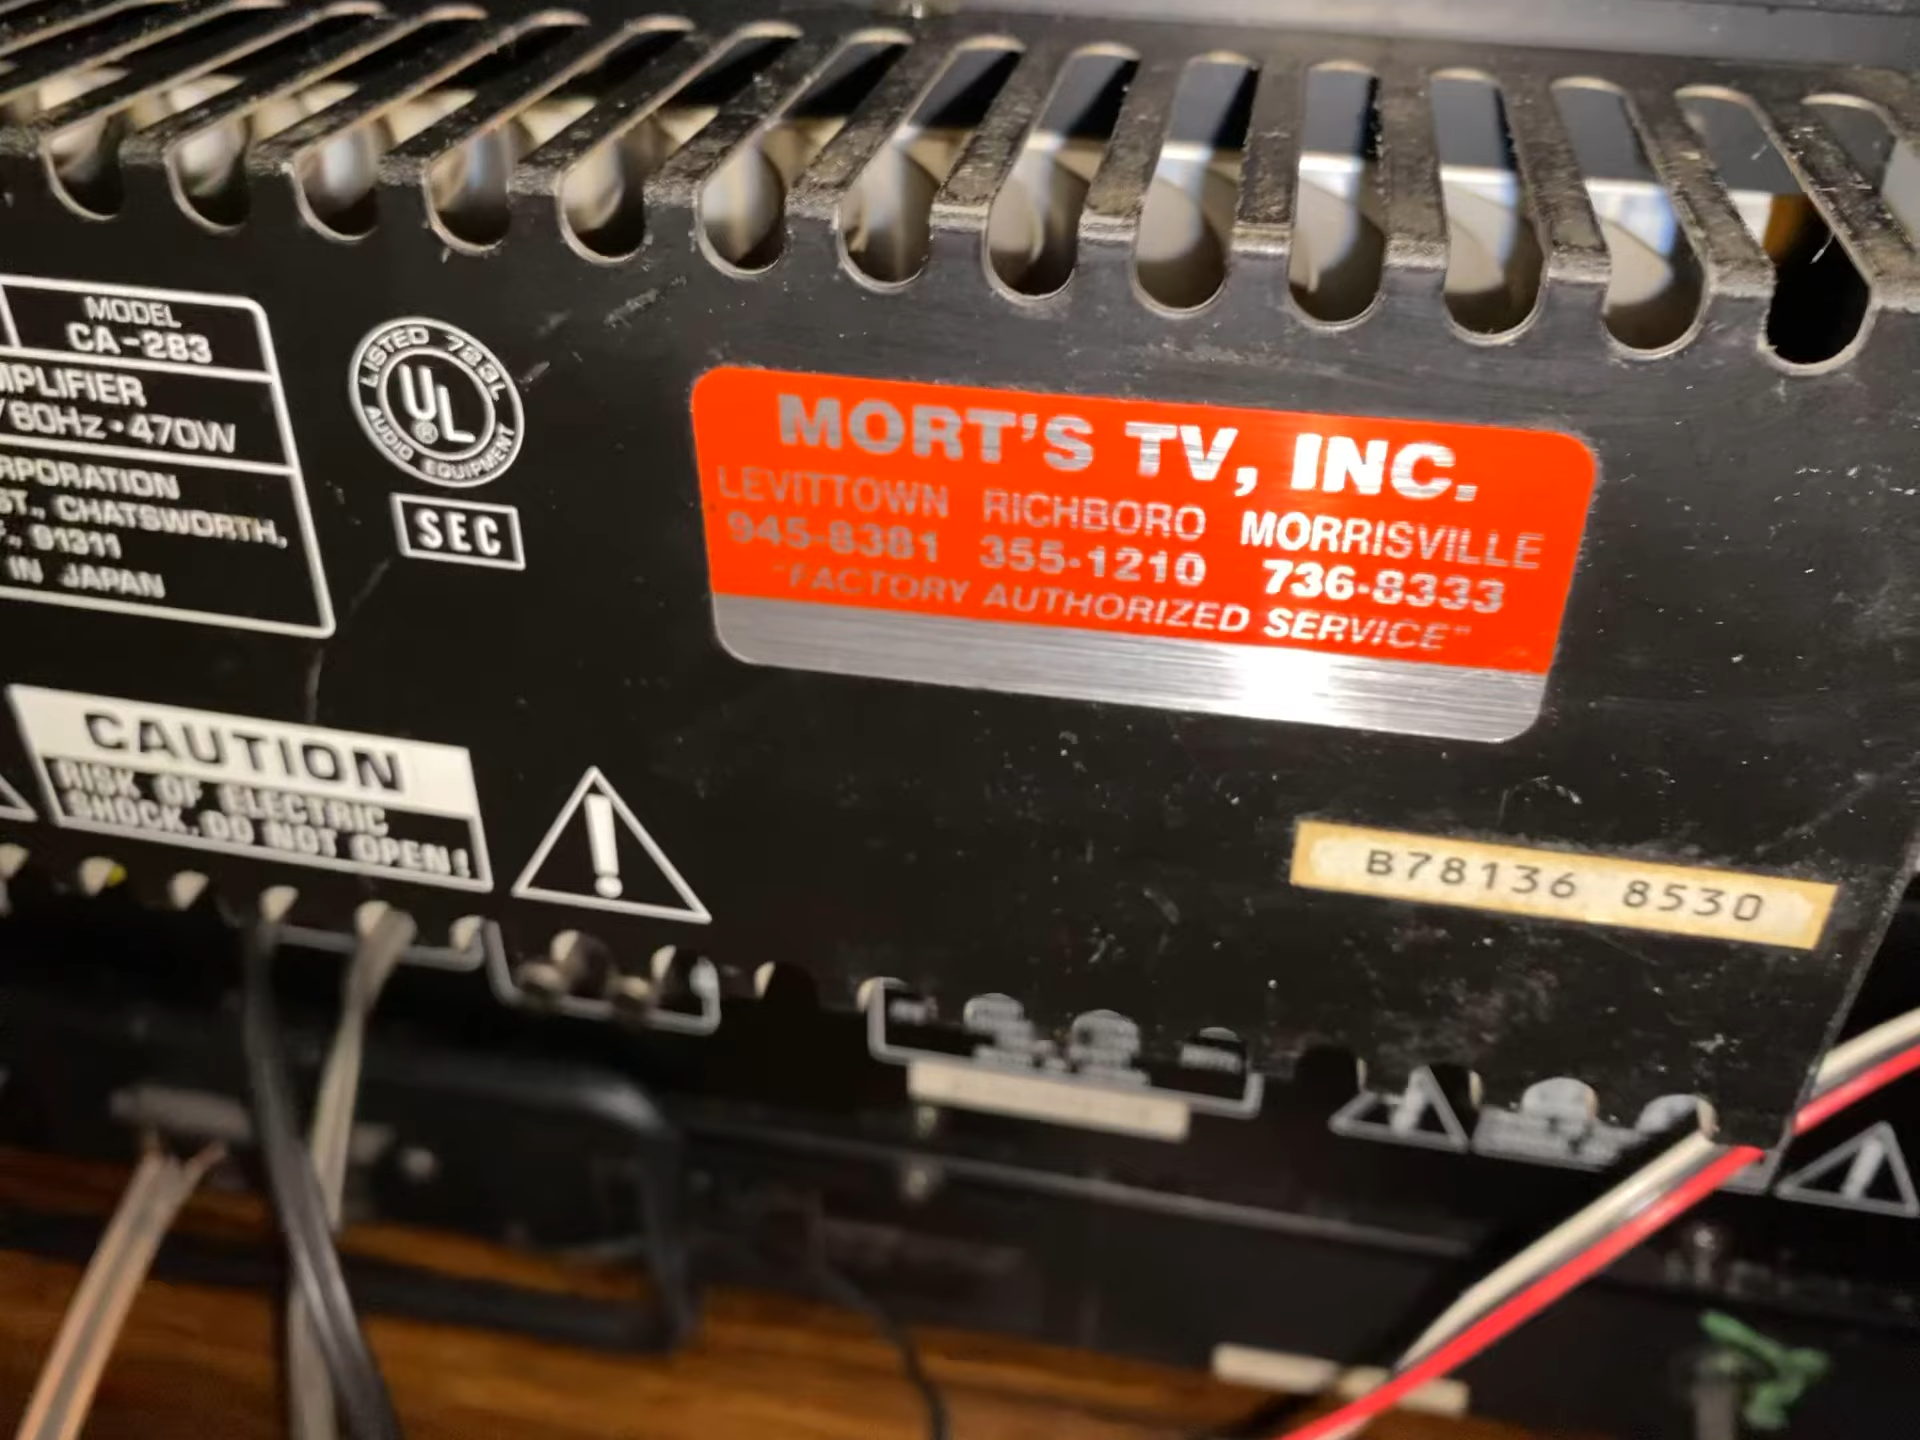 MODEL
CA-283
MPLIFIER
/60Hz•470W
RPORATION
ST., CHATSWORTH,
F., 91311
IN JAPAN
LISTED 723L
UL®
AUDIO EQUIPMENT
SEC
MORT'S TV, INC.
LEVITTOWN RICHBORO MORRISVILLE
945-8381 355-1210 736-8333
"FACTORY AUTHORIZED SERVICE"
CAUTION
RISK OF ELECTRIC
SHOCK. DO NOT OPEN!
B78136 8530